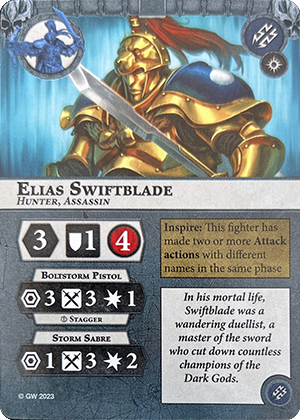 ELIAS SWIFTBLADE
HUNTER, ASSASSIN
3 1 4
Inspire: This fighter has
made two or more Attack
actions with different
names in the same phase
BOLTSTORM PISTOL
3 3 1
STAGGER
STORM SABRE
1 3 2
In his mortal life,
Swiftblade was a
wandering duellist, a
master of the sword
who cut down countless
champions of the
Dark Gods.
© GW 2023